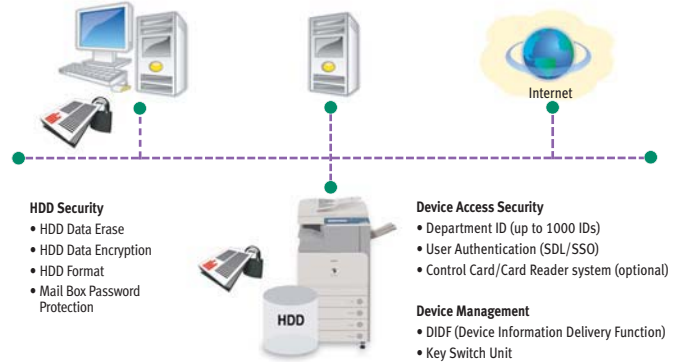 Internet
HDD Security
• HDD Data Erase
• HDD Data Encryption
• HDD Format
• Mail Box Password
Protection
HDD
Device Access Security
• Department ID (up to 1000 IDs)
• User Authentication (SDL/SSO)
• Control Card/Card Reader system (optional)
Device Management
• DIDF (Device Information Delivery Function)
• Key Switch Unit